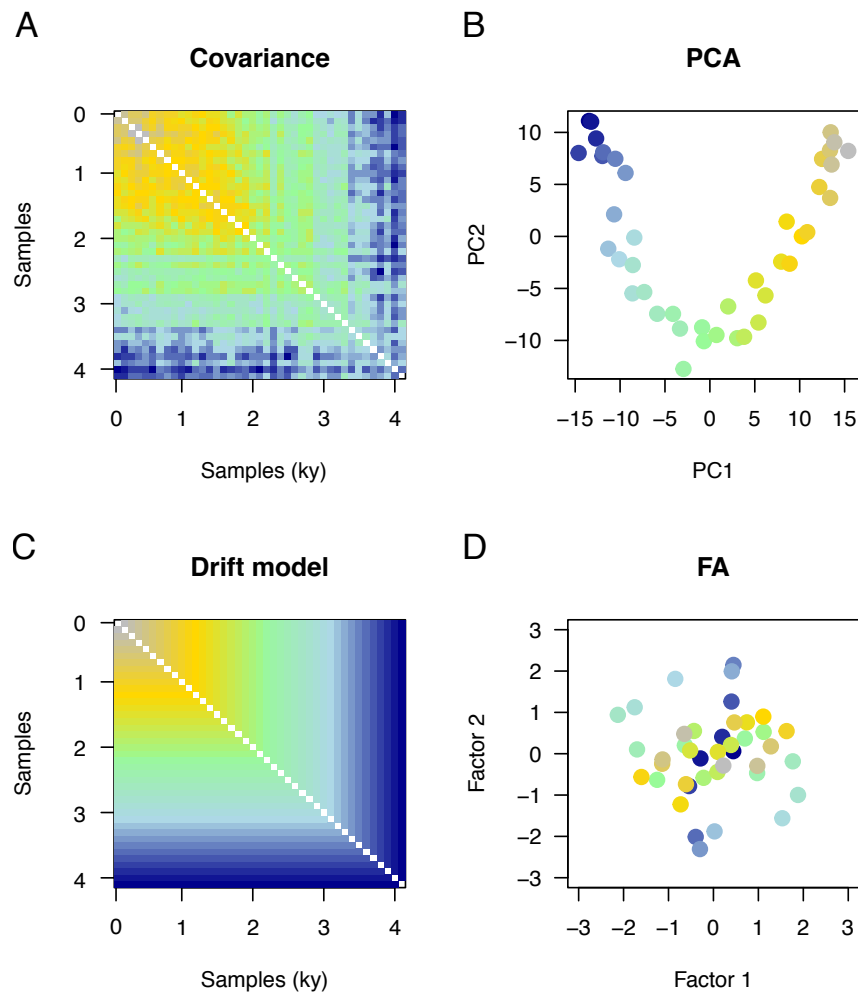 A
Covariance
Samples
0
1
2
3
4
0 1 2 3 4
Samples (ky)
B
PCA
PC2
10
5
0
−5
−10
−15 −10 −5 0 5 10 15
PC1
C
Drift model
Samples
0
1
2
3
4
0 1 2 3 4
Samples (ky)
D
FA
Factor 2
3
2
1
0
−1
−2
−3
−3 −2 −1 0 1 2 3
Factor 1